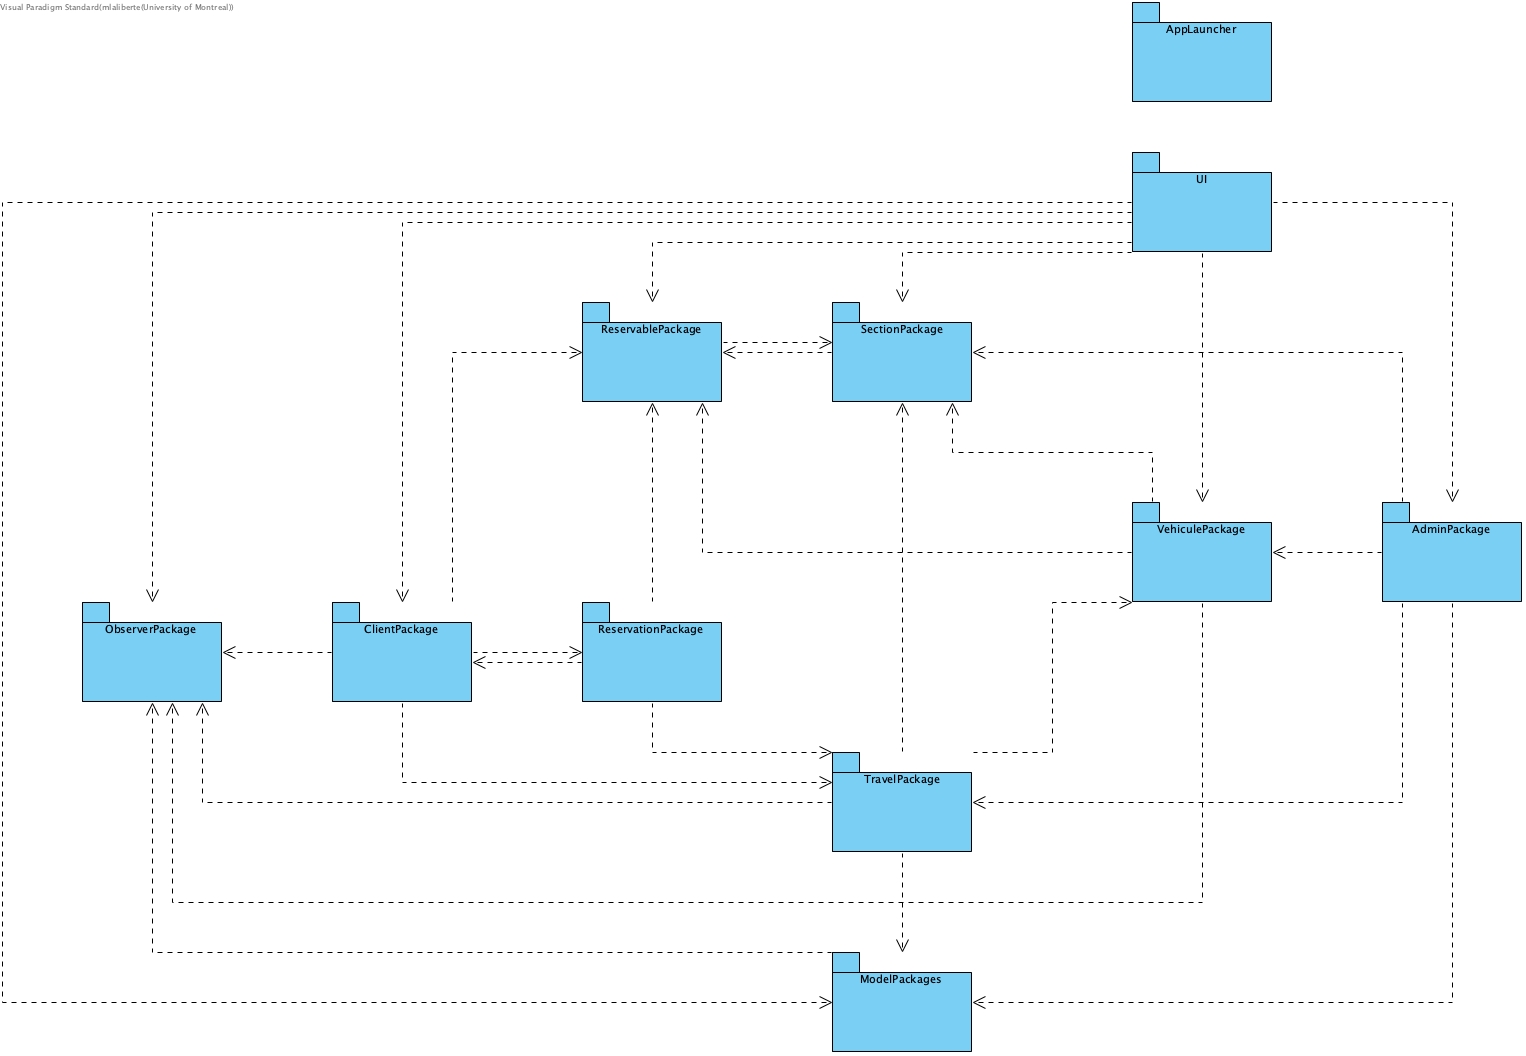 Visual Paradigm Standard(mlaliberte(University of Montreal))
AppLauncher
UI
ReservablePackage
SectionPackage
VehiculePackage
AdminPackage
ObserverPackage
ClientPackage
ReservationPackage
TravelPackage
ModelPackages